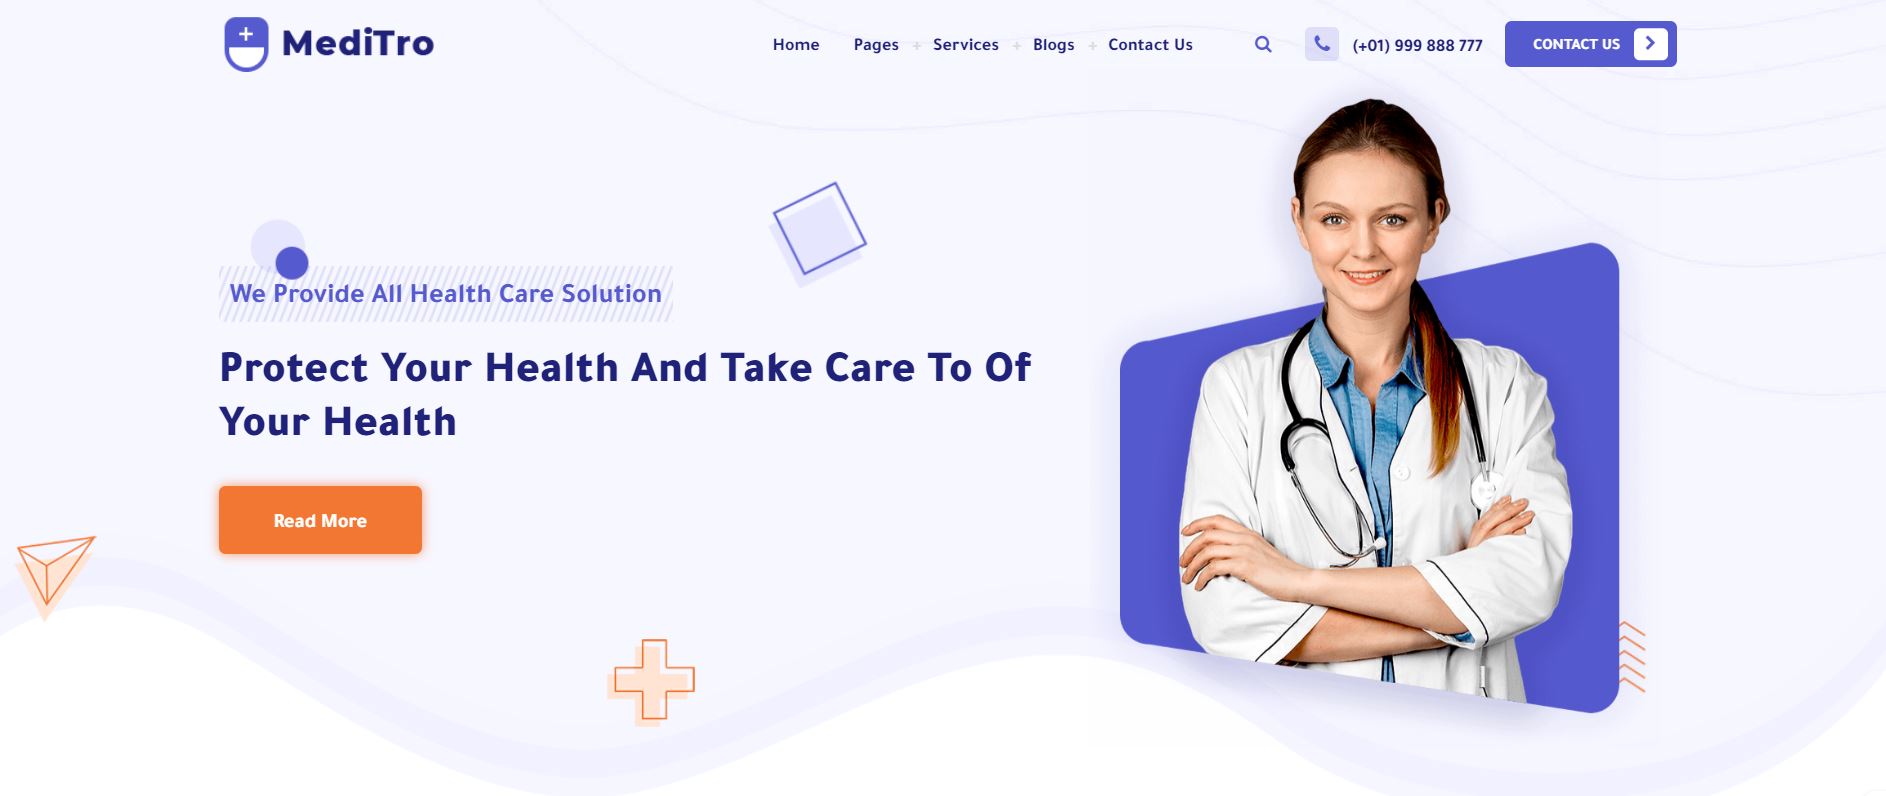 MediTro
Home Pages + Services + Blogs + Contact Us
(+01) 999 888 777
CONTACT US
We Provide All Health Care Solution
Protect Your Health And Take Care To Of
Your Health
Read More